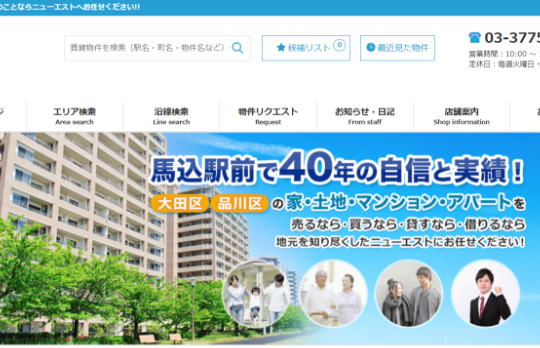 のことならニューエストへお任せください!!
賃貸物件を検索（駅名・町名・物件名など）
候補リスト 0
最近見た物件
03-3775
営業時間：10:00 ～
定休日：毎週火曜日・
ジ
エリア検索
Area search
沿線検索
Line search
物件リクエスト
Request
お知らせ・日記
From staff
店舗案内
Shop information
お
馬込駅前で40年の自信と実績！
大田区 品川区 の 家・土地・マンション・アパートを
売るなら・買うなら・貸すなら・借りるなら
地元を知り尽くしたニューエストにお任せください！